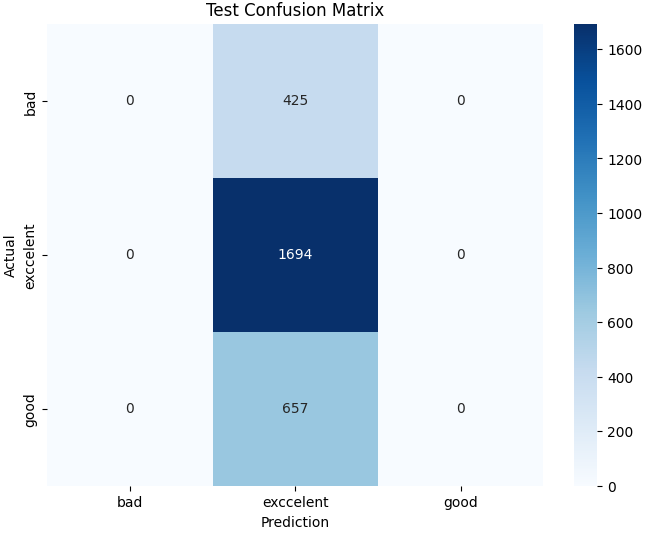 Test Confusion Matrix
bad
0
425
0
1600
1400
1200
Actual
exccelent
0
1694
0
1000
800
600
good
0
657
0
400
200
0
bad
exccelent
good
Prediction